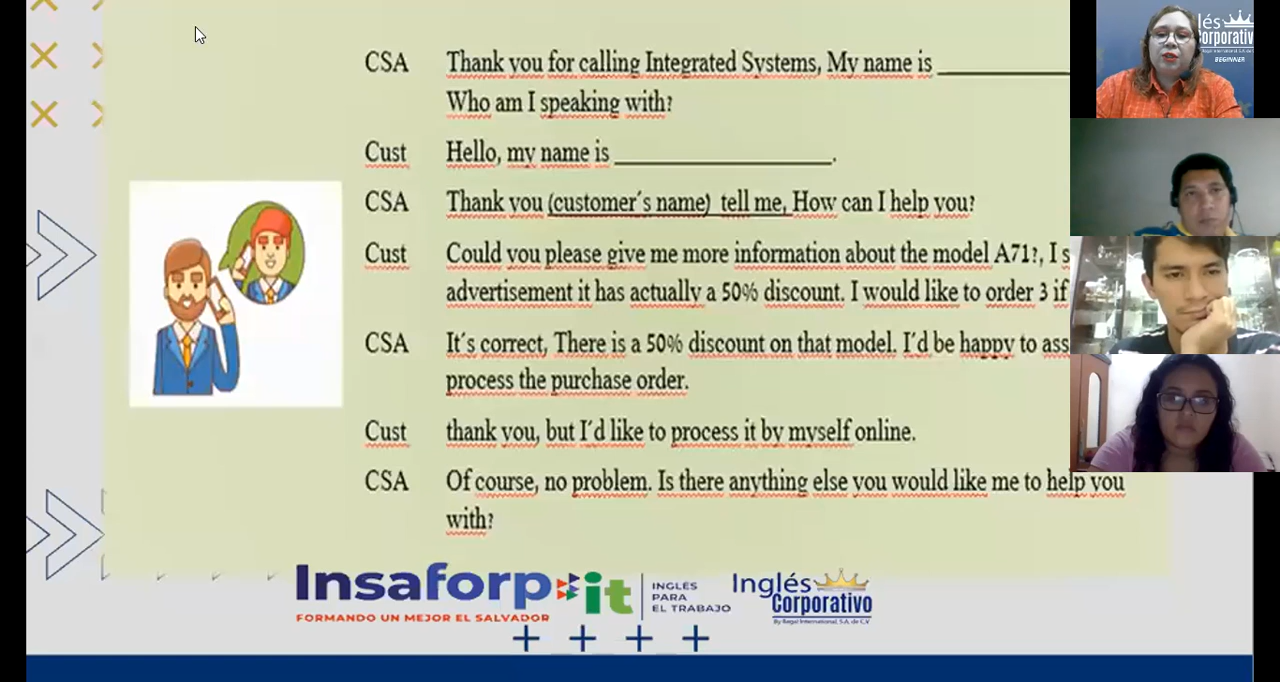 CSA Thank you for calling Integrated Systems, My name is ____________
Who am I speaking with?
Cust Hello, my name is ____________________.
CSA Thank you (customer´s name) tell me, How can I help you?
Cust Could you please give me more information about the model A71?, I s
advertisement it has actually a 50% discount. I would like to order 3 if
CSA It´s correct, There is a 50% discount on that model. I´d be happy to ass
process the purchase order.
Cust thank you, but I´d like to process it by myself online.
CSA Of course, no problem. Is there anything else you would like me to help you
with?
Insaforp it
FORMANDO UN MEJOR EL SALVADOR
INGLÉS
PARA
EL TRABAJO
Inglés
Corporativo
By Regal International, S.A. de C.V
lés
Corporativ
BEGINNER